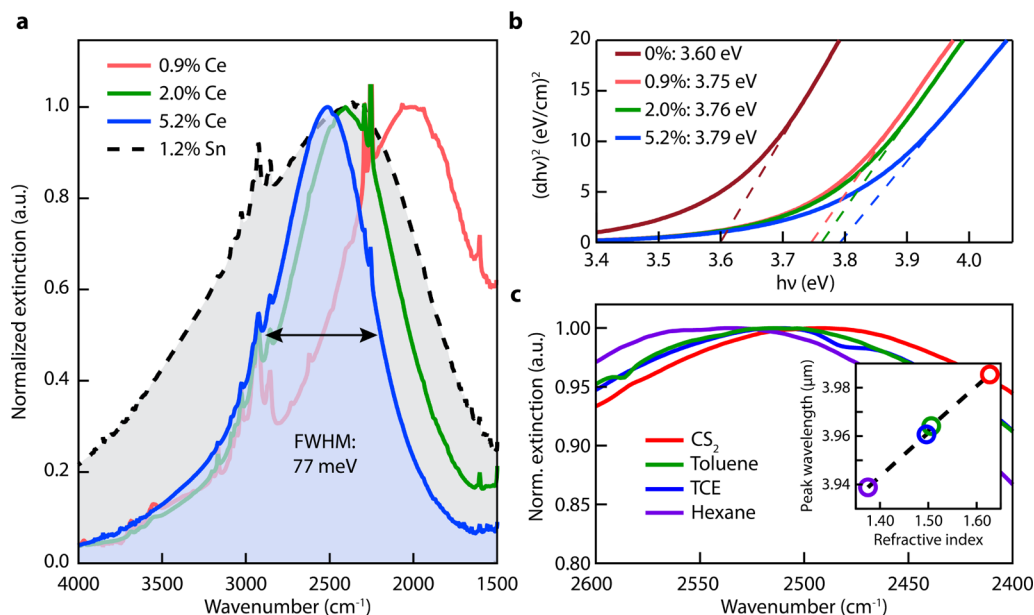 a
0.9% Ce
2.0% Ce
5.2% Ce
1.2% Sn
Normalized extinction (a.u.)
1.0
0.8
0.6
0.4
0.2
0.0
FWHM:
77 meV
4000 3500 3000 2500 2000 1500
Wavenumber (cm⁻¹)
b
0%: 3.60 eV
0.9%: 3.75 eV
2.0%: 3.76 eV
5.2%: 3.79 eV
(αhν)² (eV/cm)²
20
15
10
5
0
3.4 3.5 3.6 3.7 3.8 3.9 4.0
hν (eV)
c
Norm. extinction (a.u.)
1.00
0.95
0.90
0.85
0.80
CS₂
Toluene
TCE
Hexane
Peak wavelength (μm)
3.98
3.96
3.94
1.40 1.50 1.60
Refractive index
2600 2550 2500 2450 2400
Wavenumber (cm⁻¹)